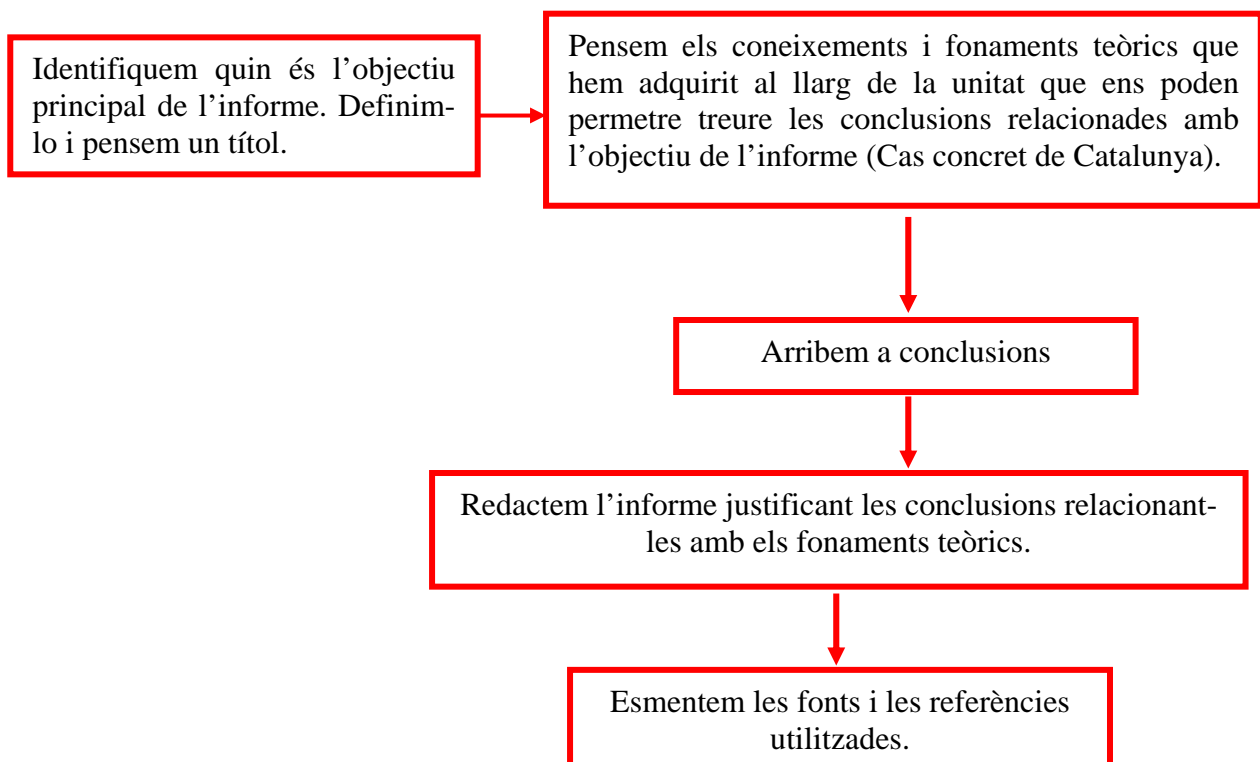 Identifiquem quin és l’objectiu
principal de l’informe. Definim-
lo i pensem un títol.
Pensem els coneixements i fonaments teòrics que
hem adquirit al llarg de la unitat que ens poden
permetre treure les conclusions relacionades amb
l’objectiu de l’informe (Cas concret de Catalunya).
Arribem a conclusions
Redactem l’informe justificant les conclusions relacionant-
les amb els fonaments teòrics.
Esmentem les fonts i les referències
utilitzades.